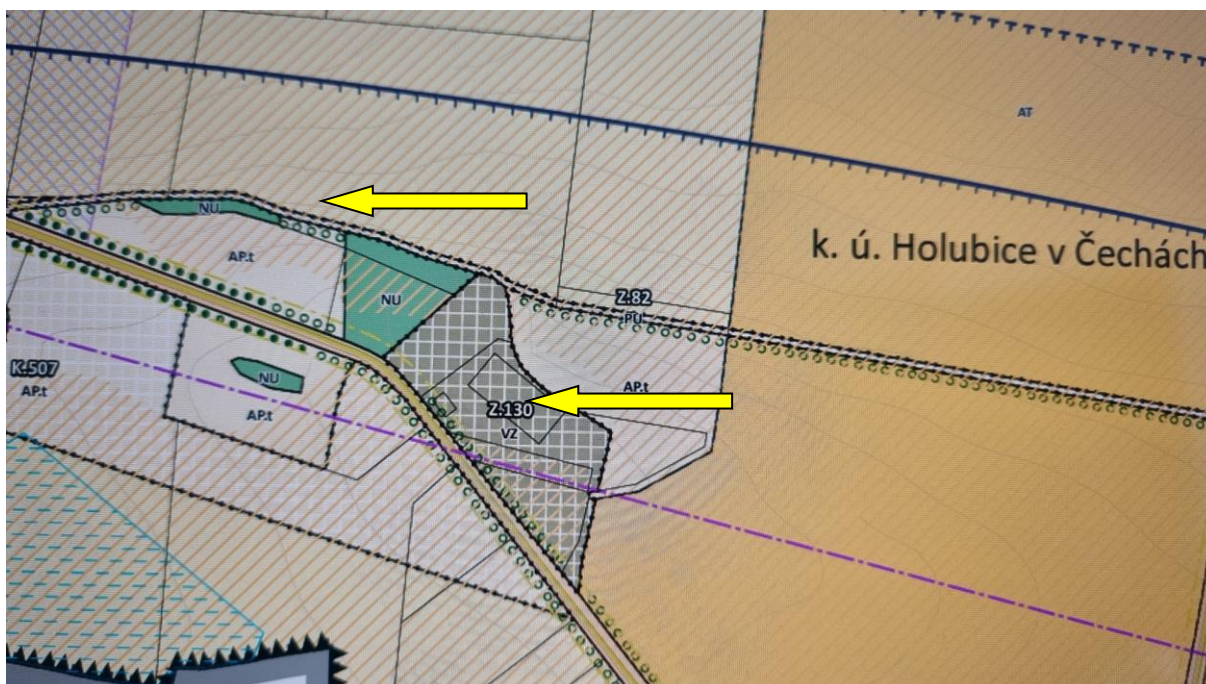 AT
NU
k. ú. Holubice v Čechách
AP.t
NU
Z.82
PU
K.507
AP.t
NU
AP.t
AP.t
Z.130
VZ